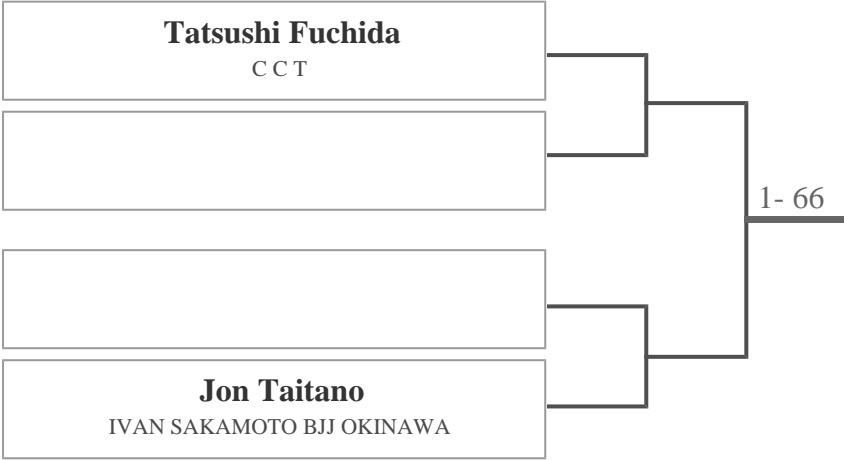 Tatsushi Fuchida
C C T
1- 66
Jon Taitano
IVAN SAKAMOTO BJJ OKINAWA